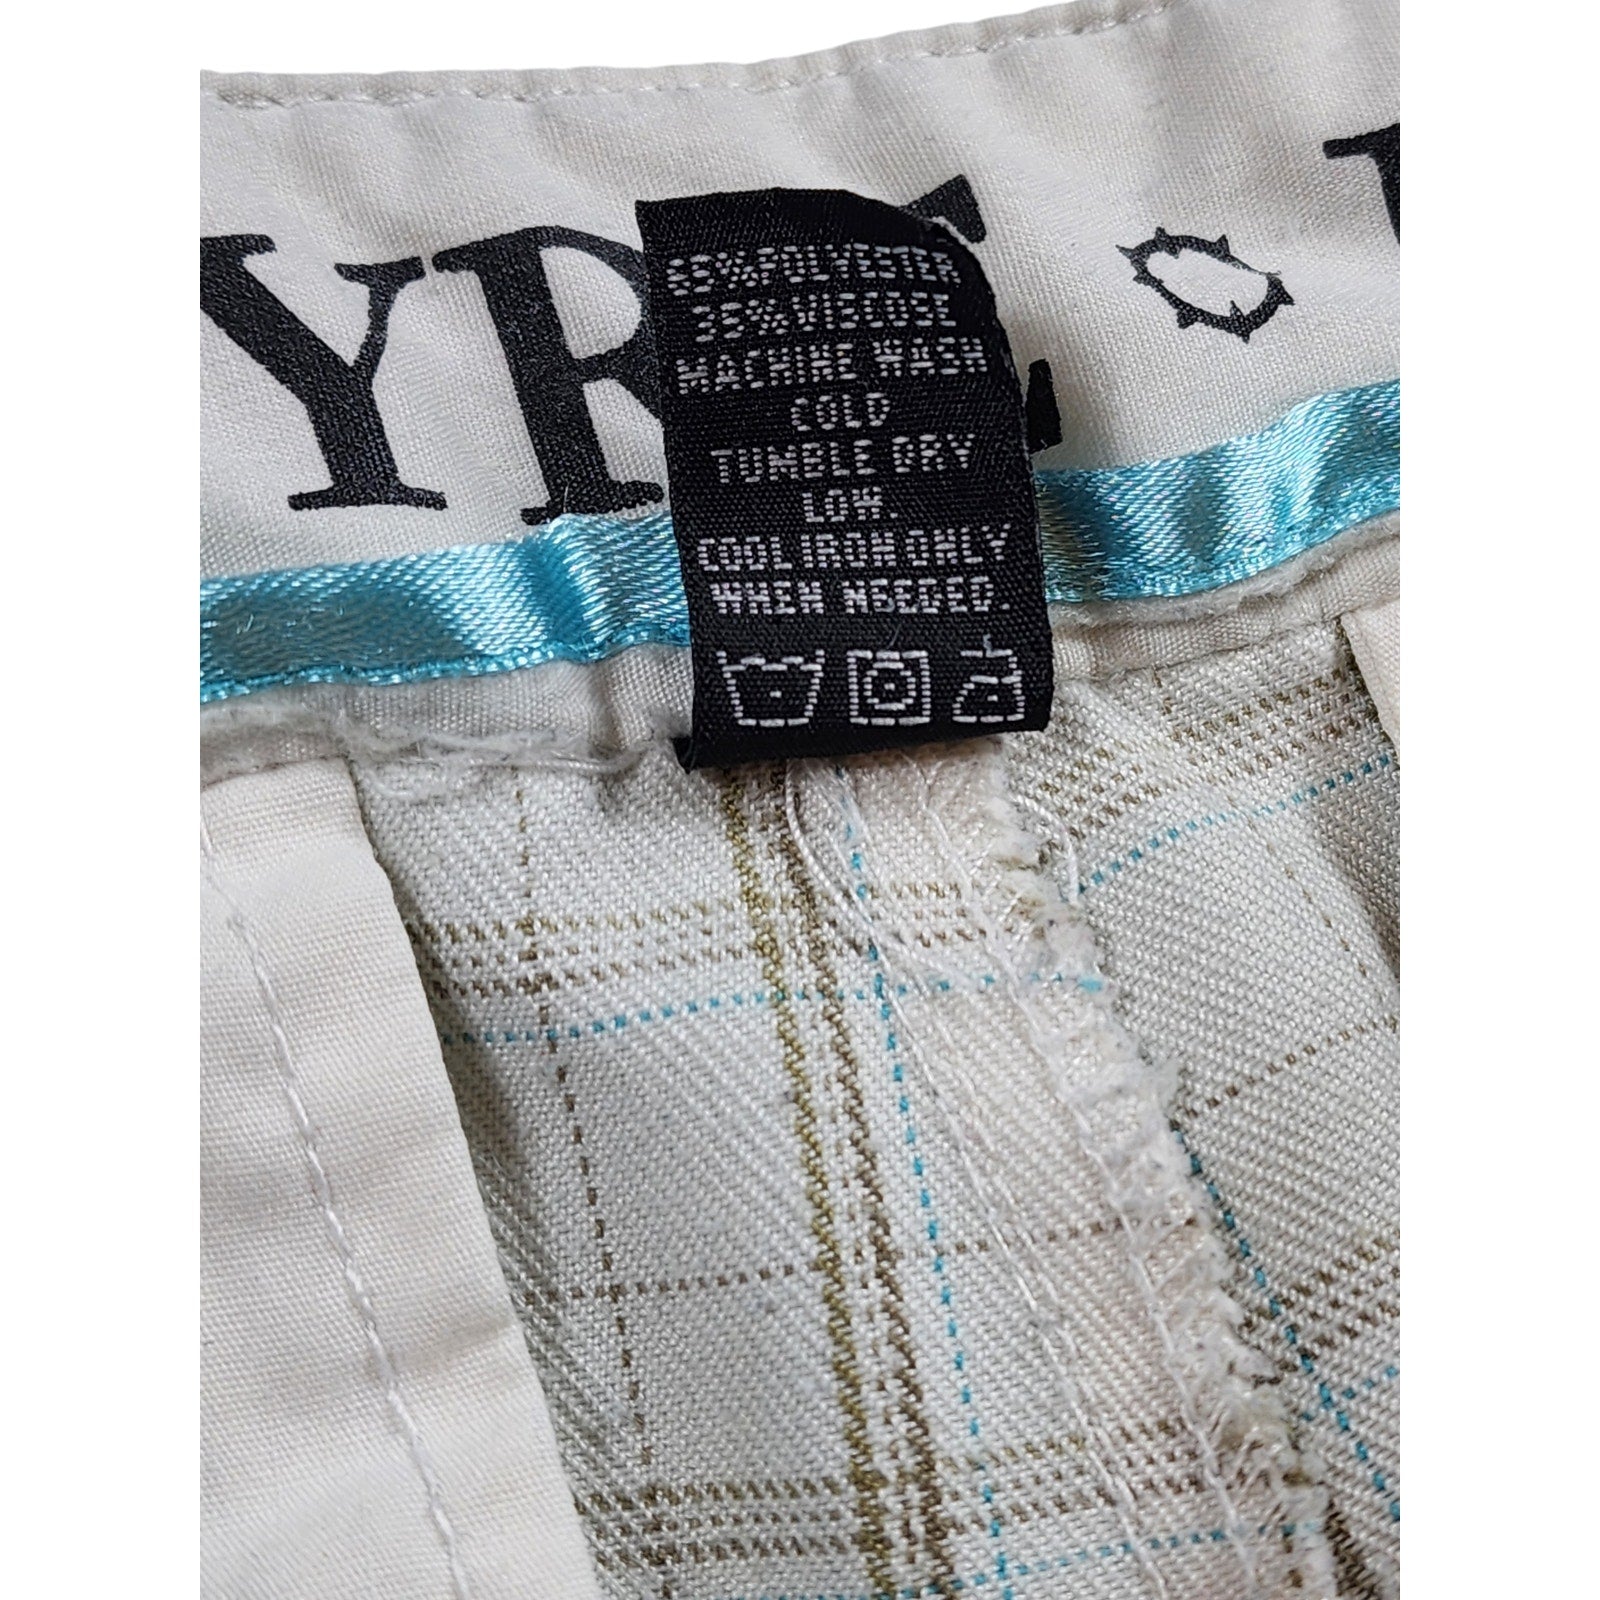 YR
65%POLYESTER
35%VISCOSE
MACHINE WASH
COLD
TUMBLE DRY
LOW.
COOL IRON ONLY
WHEN NEEDED.